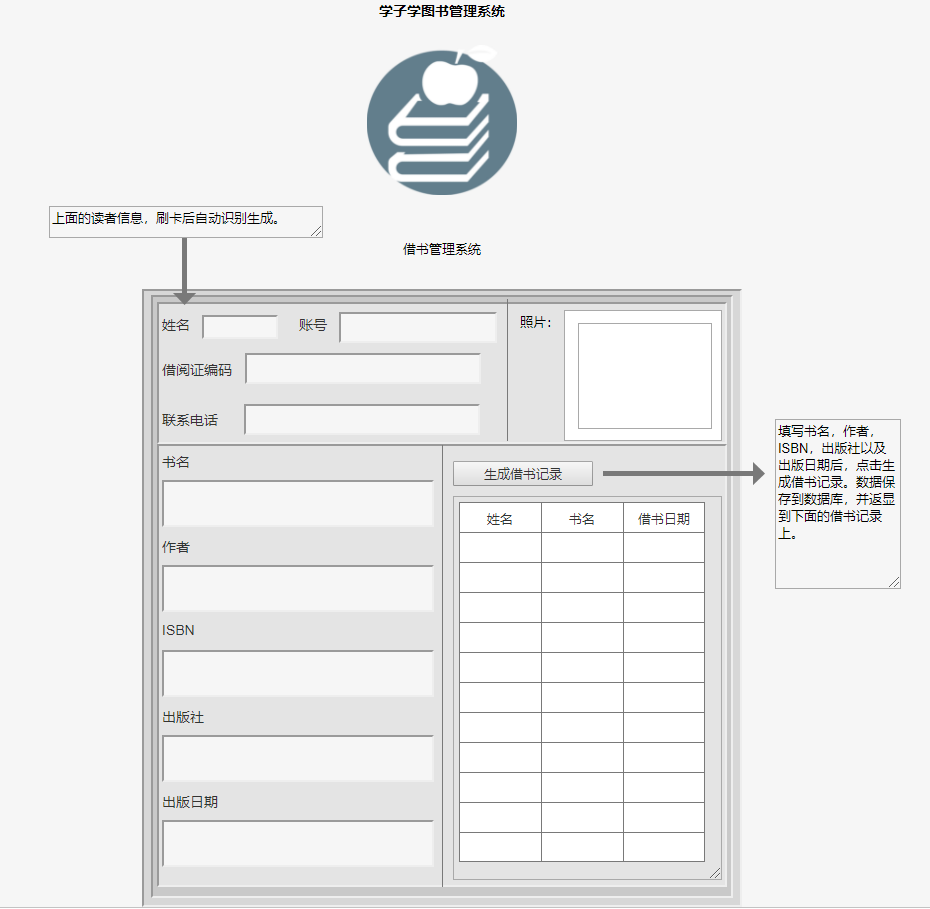 学子学图书管理系统
上面的读者信息，刷卡后自动识别生成。
借书管理系统
姓名
账号
照片：
借阅证编码
联系电话
书名
作者
ISBN
出版社
出版日期
生成借书记录
姓名 书名 借书日期
填写书名，作者，
ISBN，出版社以及
出版日期后，点击生
成借书记录。数据保
存到数据库，并返显
到下面的借书记录
上。